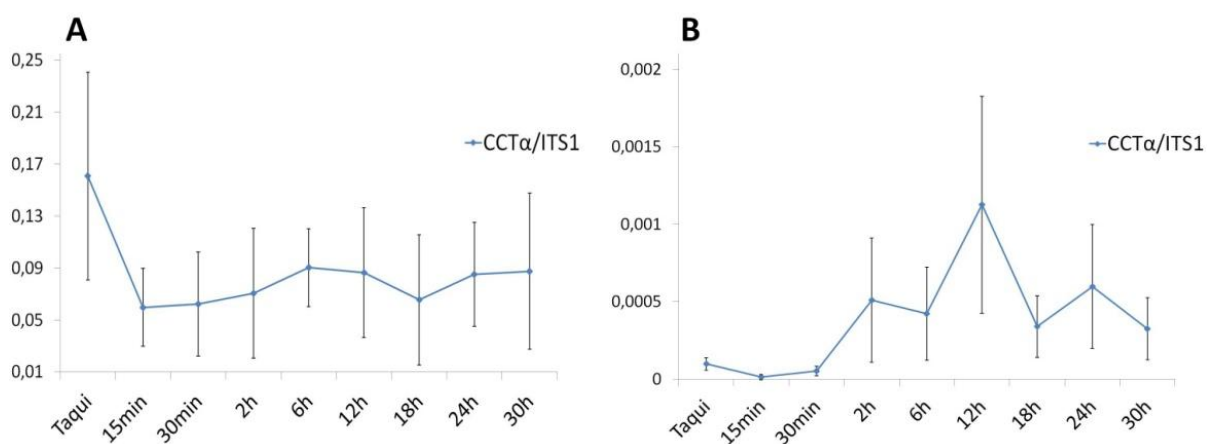 A
0,25
0,21
0,17
0,13
0,09
0,05
0,01
CCTα/ITS1
Taqui
15min
30min
2h
6h
12h
18h
24h
30h
B
0,002
0,0015
0,001
0,0005
0
CCTα/ITS1
Taqui
15min
30min
2h
6h
12h
18h
24h
30h